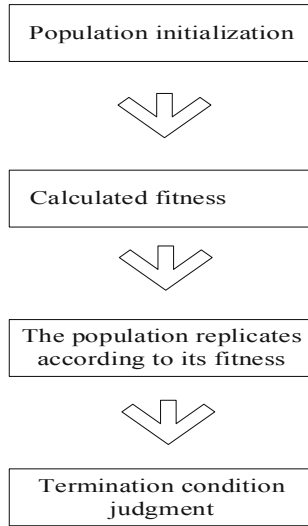 Population initialization
Calculated fitness
The population replicates
according to its fitness
Termination condition
judgment